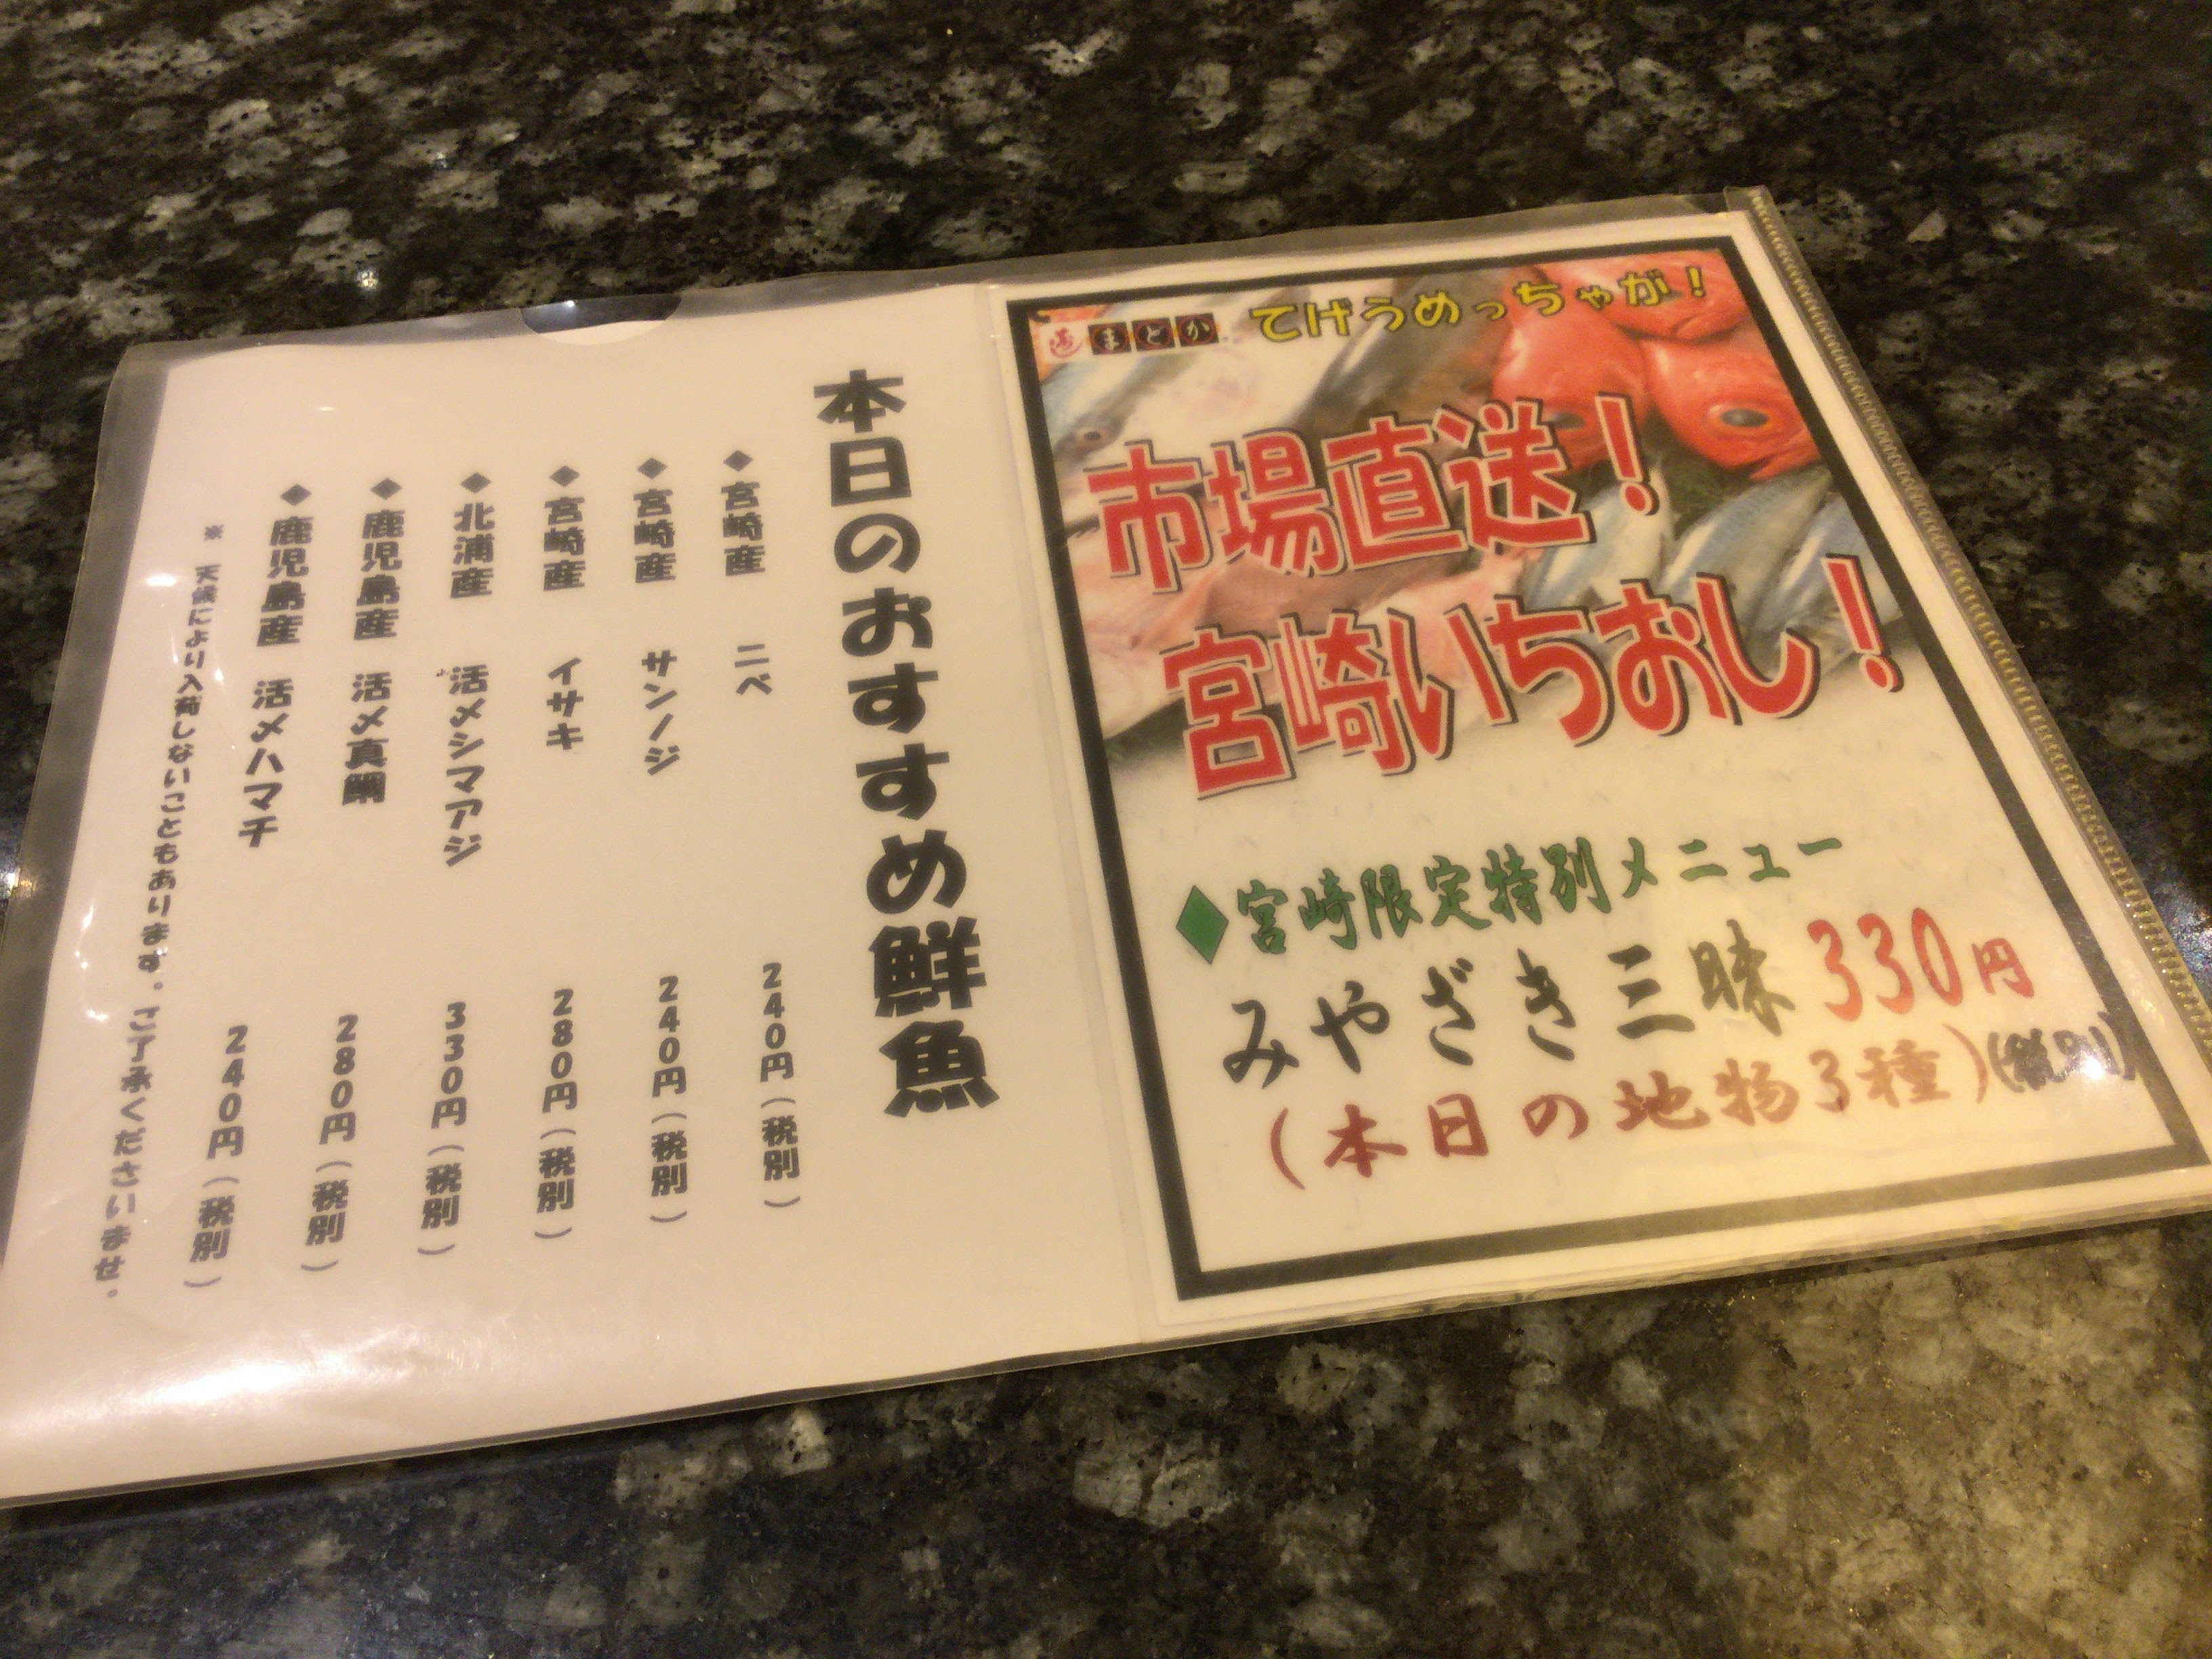 まどか
てげうめっちゃが!
市場直送!
宮崎いちおし!
◆宮崎限定特別メニュー
みやざき三昧 330円
(本日の地物3種)(税別)
本日のおすすめ鮮魚
◆宮崎産 ニベ 240円(税別)
◆宮崎産 サンノジ 240円(税別)
◆宮崎産 イサキ 280円(税別)
◆北浦産 活〆シマアジ 330円(税別)
◆鹿児島産 活〆真鯛 280円(税別)
◆鹿児島産 活〆ハマチ 240円(税別)
※ 天候により入荷しないこともあります。ご了承くださいませ。